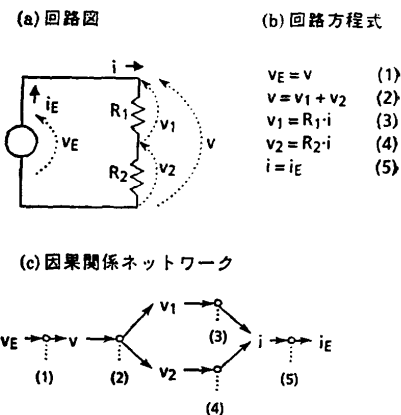 (a)回路図
i
iE
vE
R1
v1
R2
v2
v
(b)回路方程式
vE=v (1)
v=v1+v2 (2)
v1=R1·i (3)
v2=R2·i (4)
i=iE (5)
(c)因果関係ネットワーク
vE v v1 i iE
v2
(1) (2) (3) (4) (5)